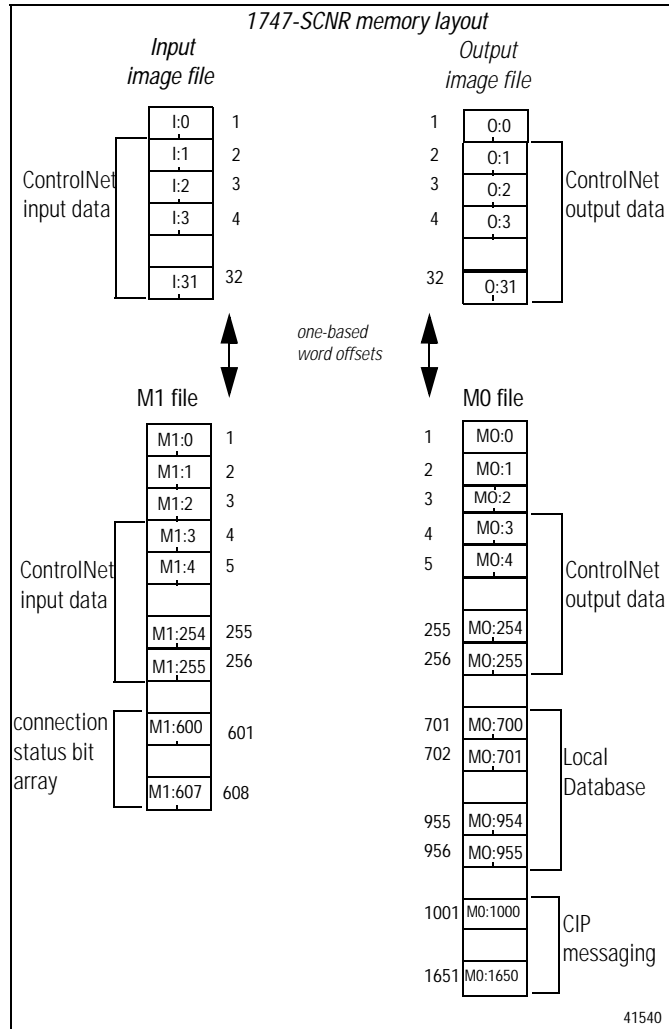 1747-SCNR memory layout
Input
image file
Output
image file
I:0 1
I:1 2
I:2 3
I:3 4
I:31 32
ControlNet
input data
1 O:0
2 O:1
3 O:2
4 O:3
32 O:31
ControlNet
output data
one-based
word offsets
M1 file
M1:0 1
M1:1 2
M1:2 3
M1:3 4
M1:4 5
M1:254 255
M1:255 256
M1:600 601
M1:607 608
ControlNet
input data
connection
status bit
array
M0 file
1 M0:0
2 M0:1
3 M0:2
4 M0:3
5 M0:4
255 M0:254
256 M0:255
701 M0:700
702 M0:701
955 M0:954
956 M0:955
1001 M0:1000
1651 M0:1650
ControlNet
output data
Local
Database
CIP
messaging
41540